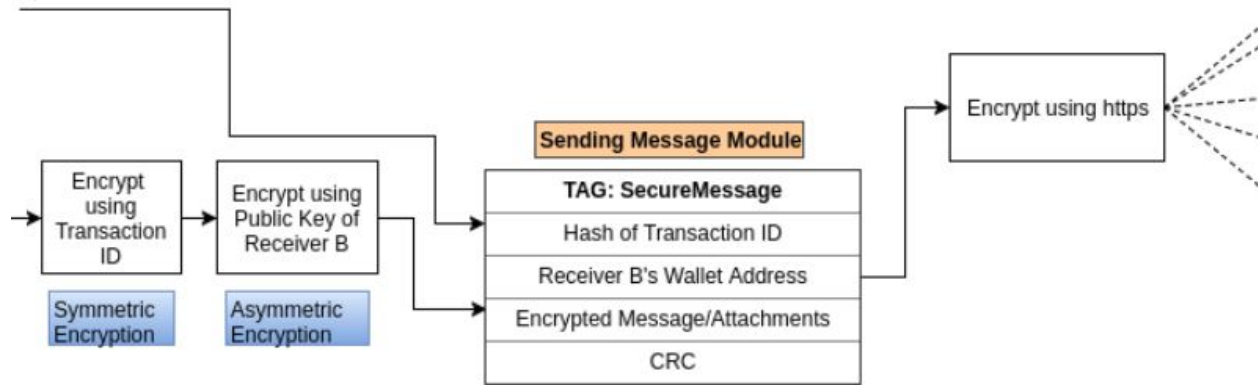 Encrypt
using
Transaction
ID
Symmetric
Encryption
Encrypt using
Public Key of
Receiver B
Asymmetric
Encryption
Sending Message Module
TAG: SecureMessage
Hash of Transaction ID
Receiver B's Wallet Address
Encrypted Message/Attachments
CRC
Encrypt using https